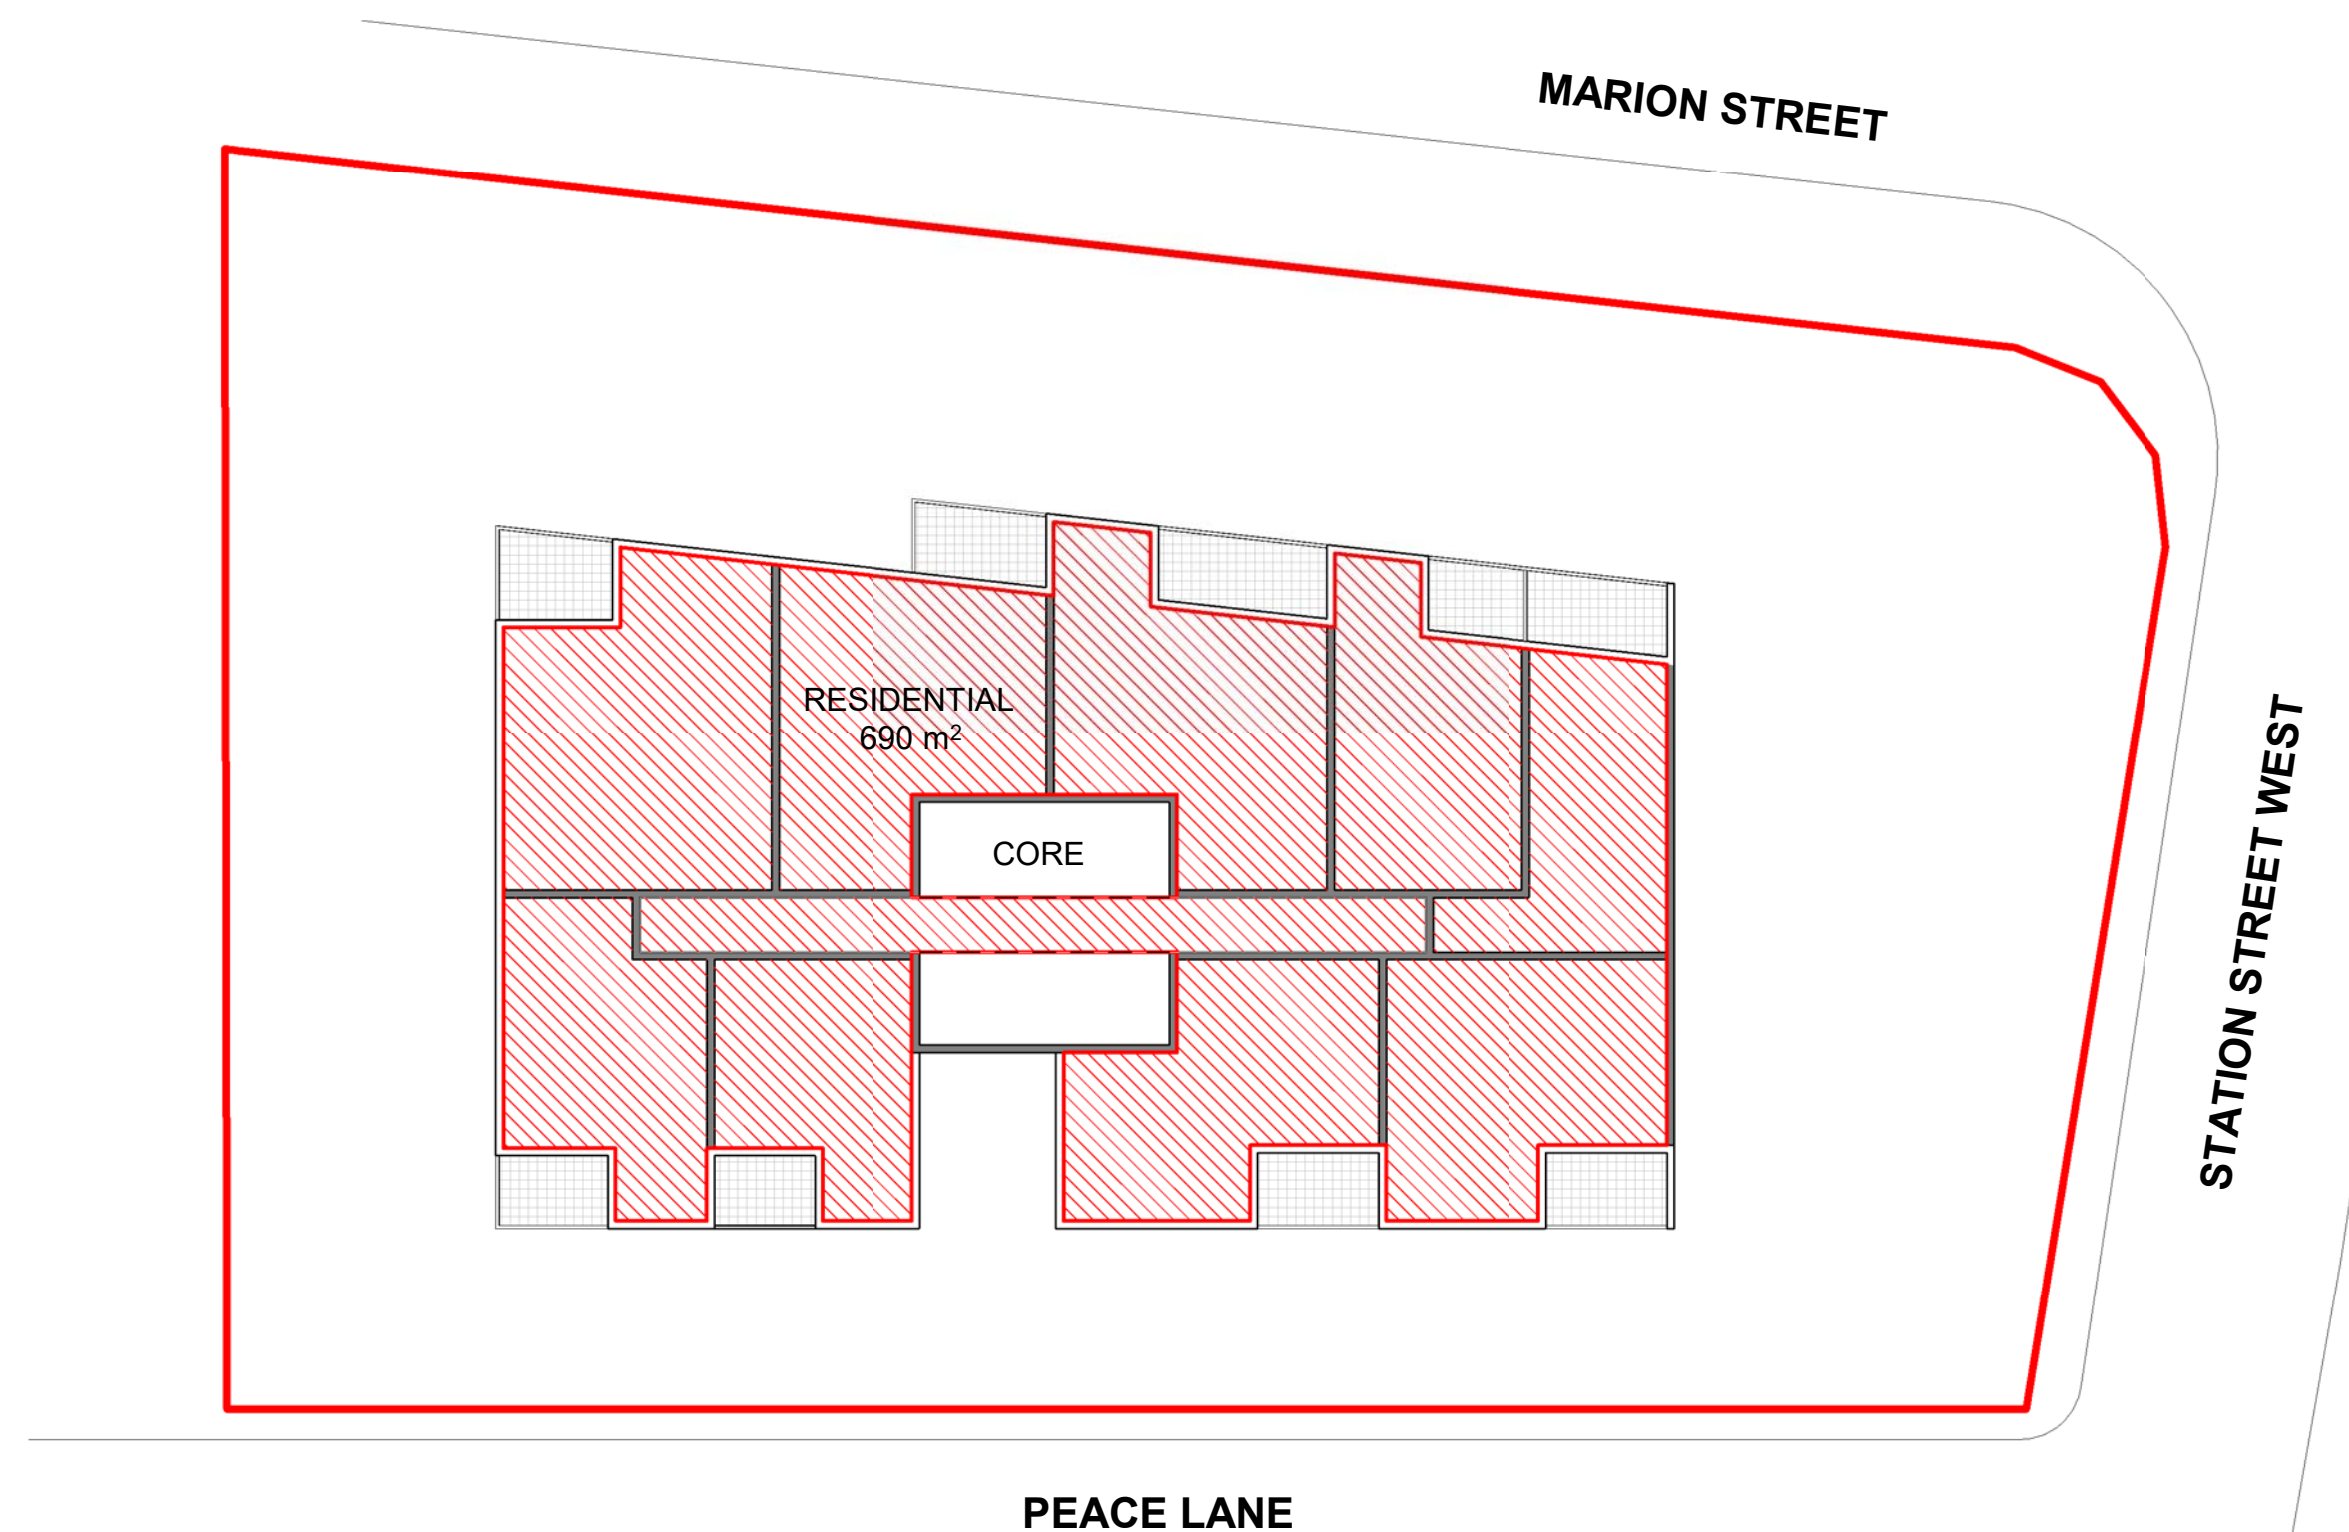 MARION STREET
RESIDENTIAL
690 m²
CORE
STATION STREET WEST
PEACE LANE